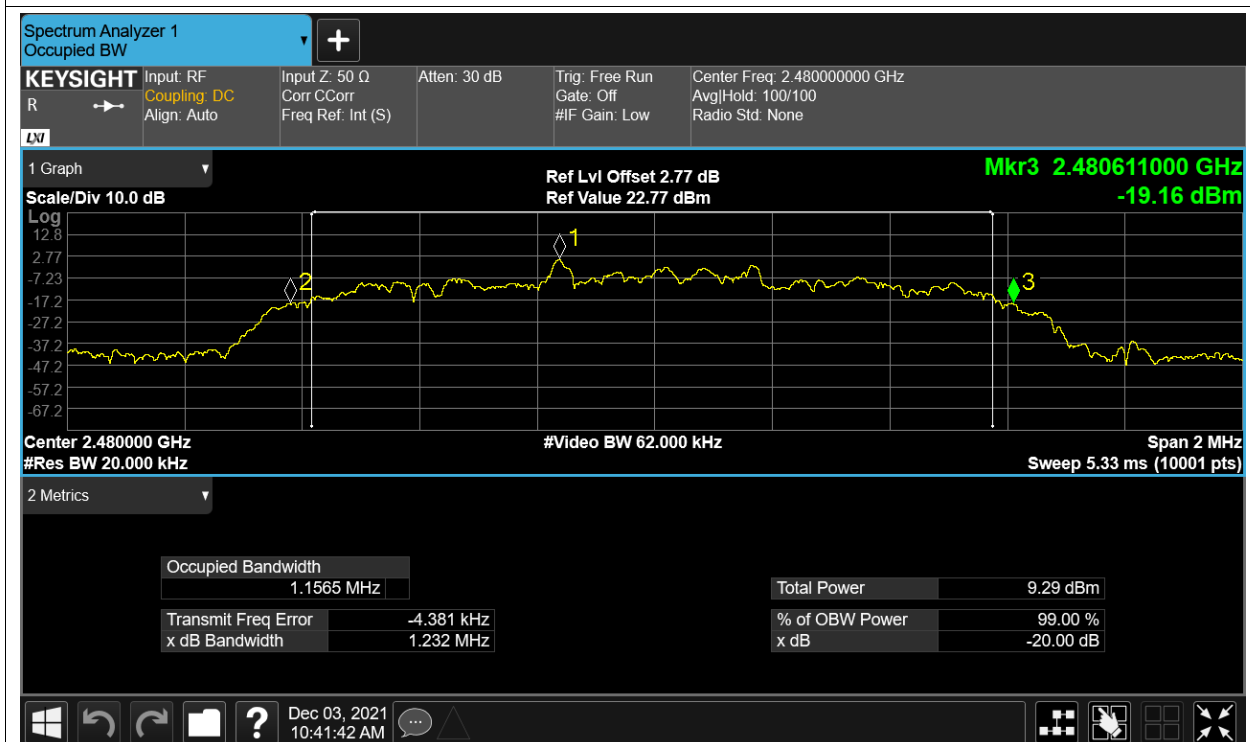 Spectrum Analyzer 1
Occupied BW
+
KEYSIGHT
R
LXI
Input: RF
Coupling: DC
Align: Auto
Input Z: 50 Ω
Corr CCorr
Freq Ref: Int (S)
Atten: 30 dB
Trig: Free Run
Gate: Off
#IF Gain: Low
Center Freq: 2.480000000 GHz
Avg|Hold: 100/100
Radio Std: None
1 Graph
Scale/Div 10.0 dB
Ref Lvl Offset 2.77 dB
Ref Value 22.77 dBm
Mkr3 2.480611000 GHz
-19.16 dBm
Log
12.8
2.77
-7.23
-17.2
-27.2
-37.2
-47.2
-57.2
-67.2
1
2
3
Center 2.480000 GHz
#Res BW 20.000 kHz
#Video BW 62.000 kHz
Span 2 MHz
Sweep 5.33 ms (10001 pts)
2 Metrics
Occupied Bandwidth
1.1565 MHz
Transmit Freq Error -4.381 kHz
x dB Bandwidth 1.232 MHz
Total Power 9.29 dBm
% of OBW Power 99.00 %
x dB -20.00 dB
?
Dec 03, 2021
10:41:42 AM